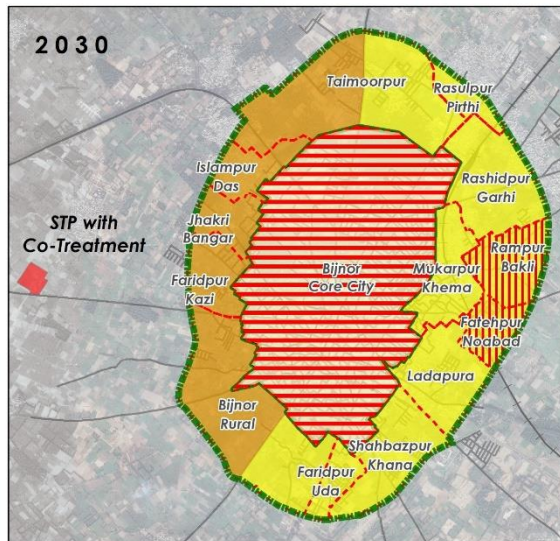 2030
Taimoorpur
Rasulpur
Pirthi
Islampur
Das
Rashidpur
Garhi
Jhakri
Bangar
STP with
Co-Treatment
Rampur
Bakli
Bijnor
Core City
Mukarpur
Khema
Faridpur
Kazi
Fatehpur
Noabad
Ladapura
Bijnor
Rural
Shahbazpur
Khana
Faridpur
Uda